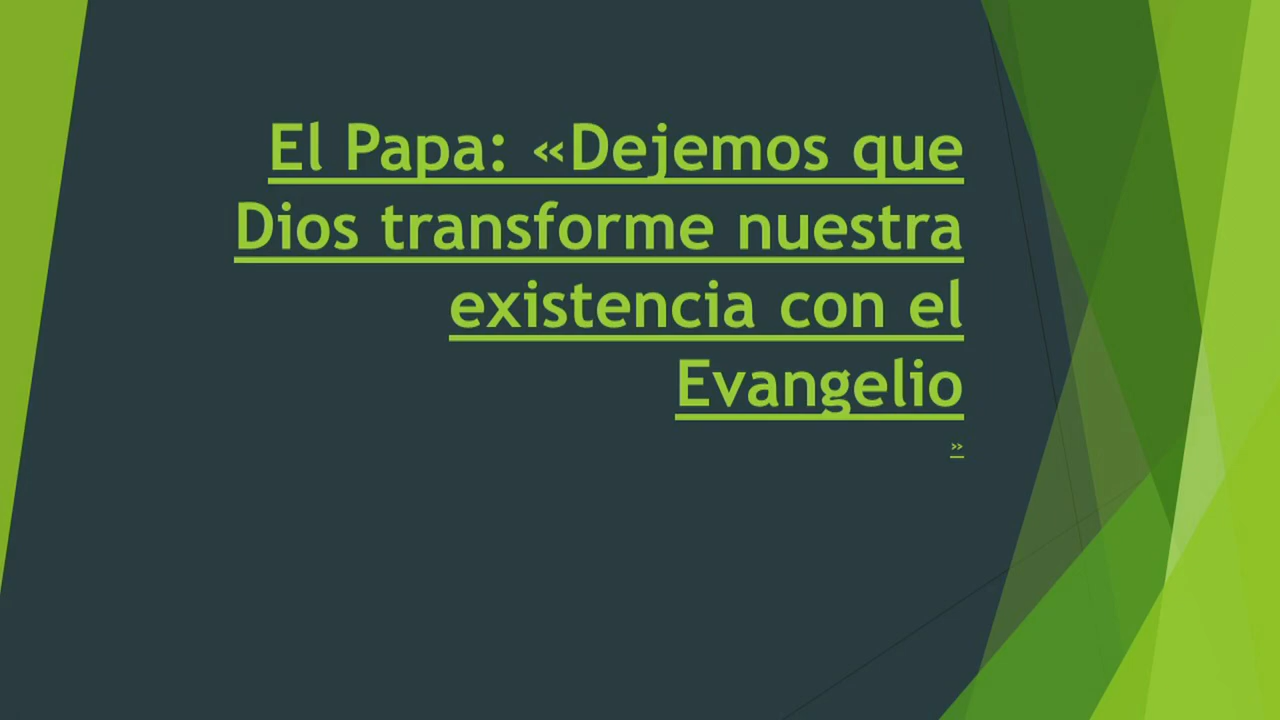 El Papa: «Dejemos que
Dios transforme nuestra
existencia con el
Evangelio
»